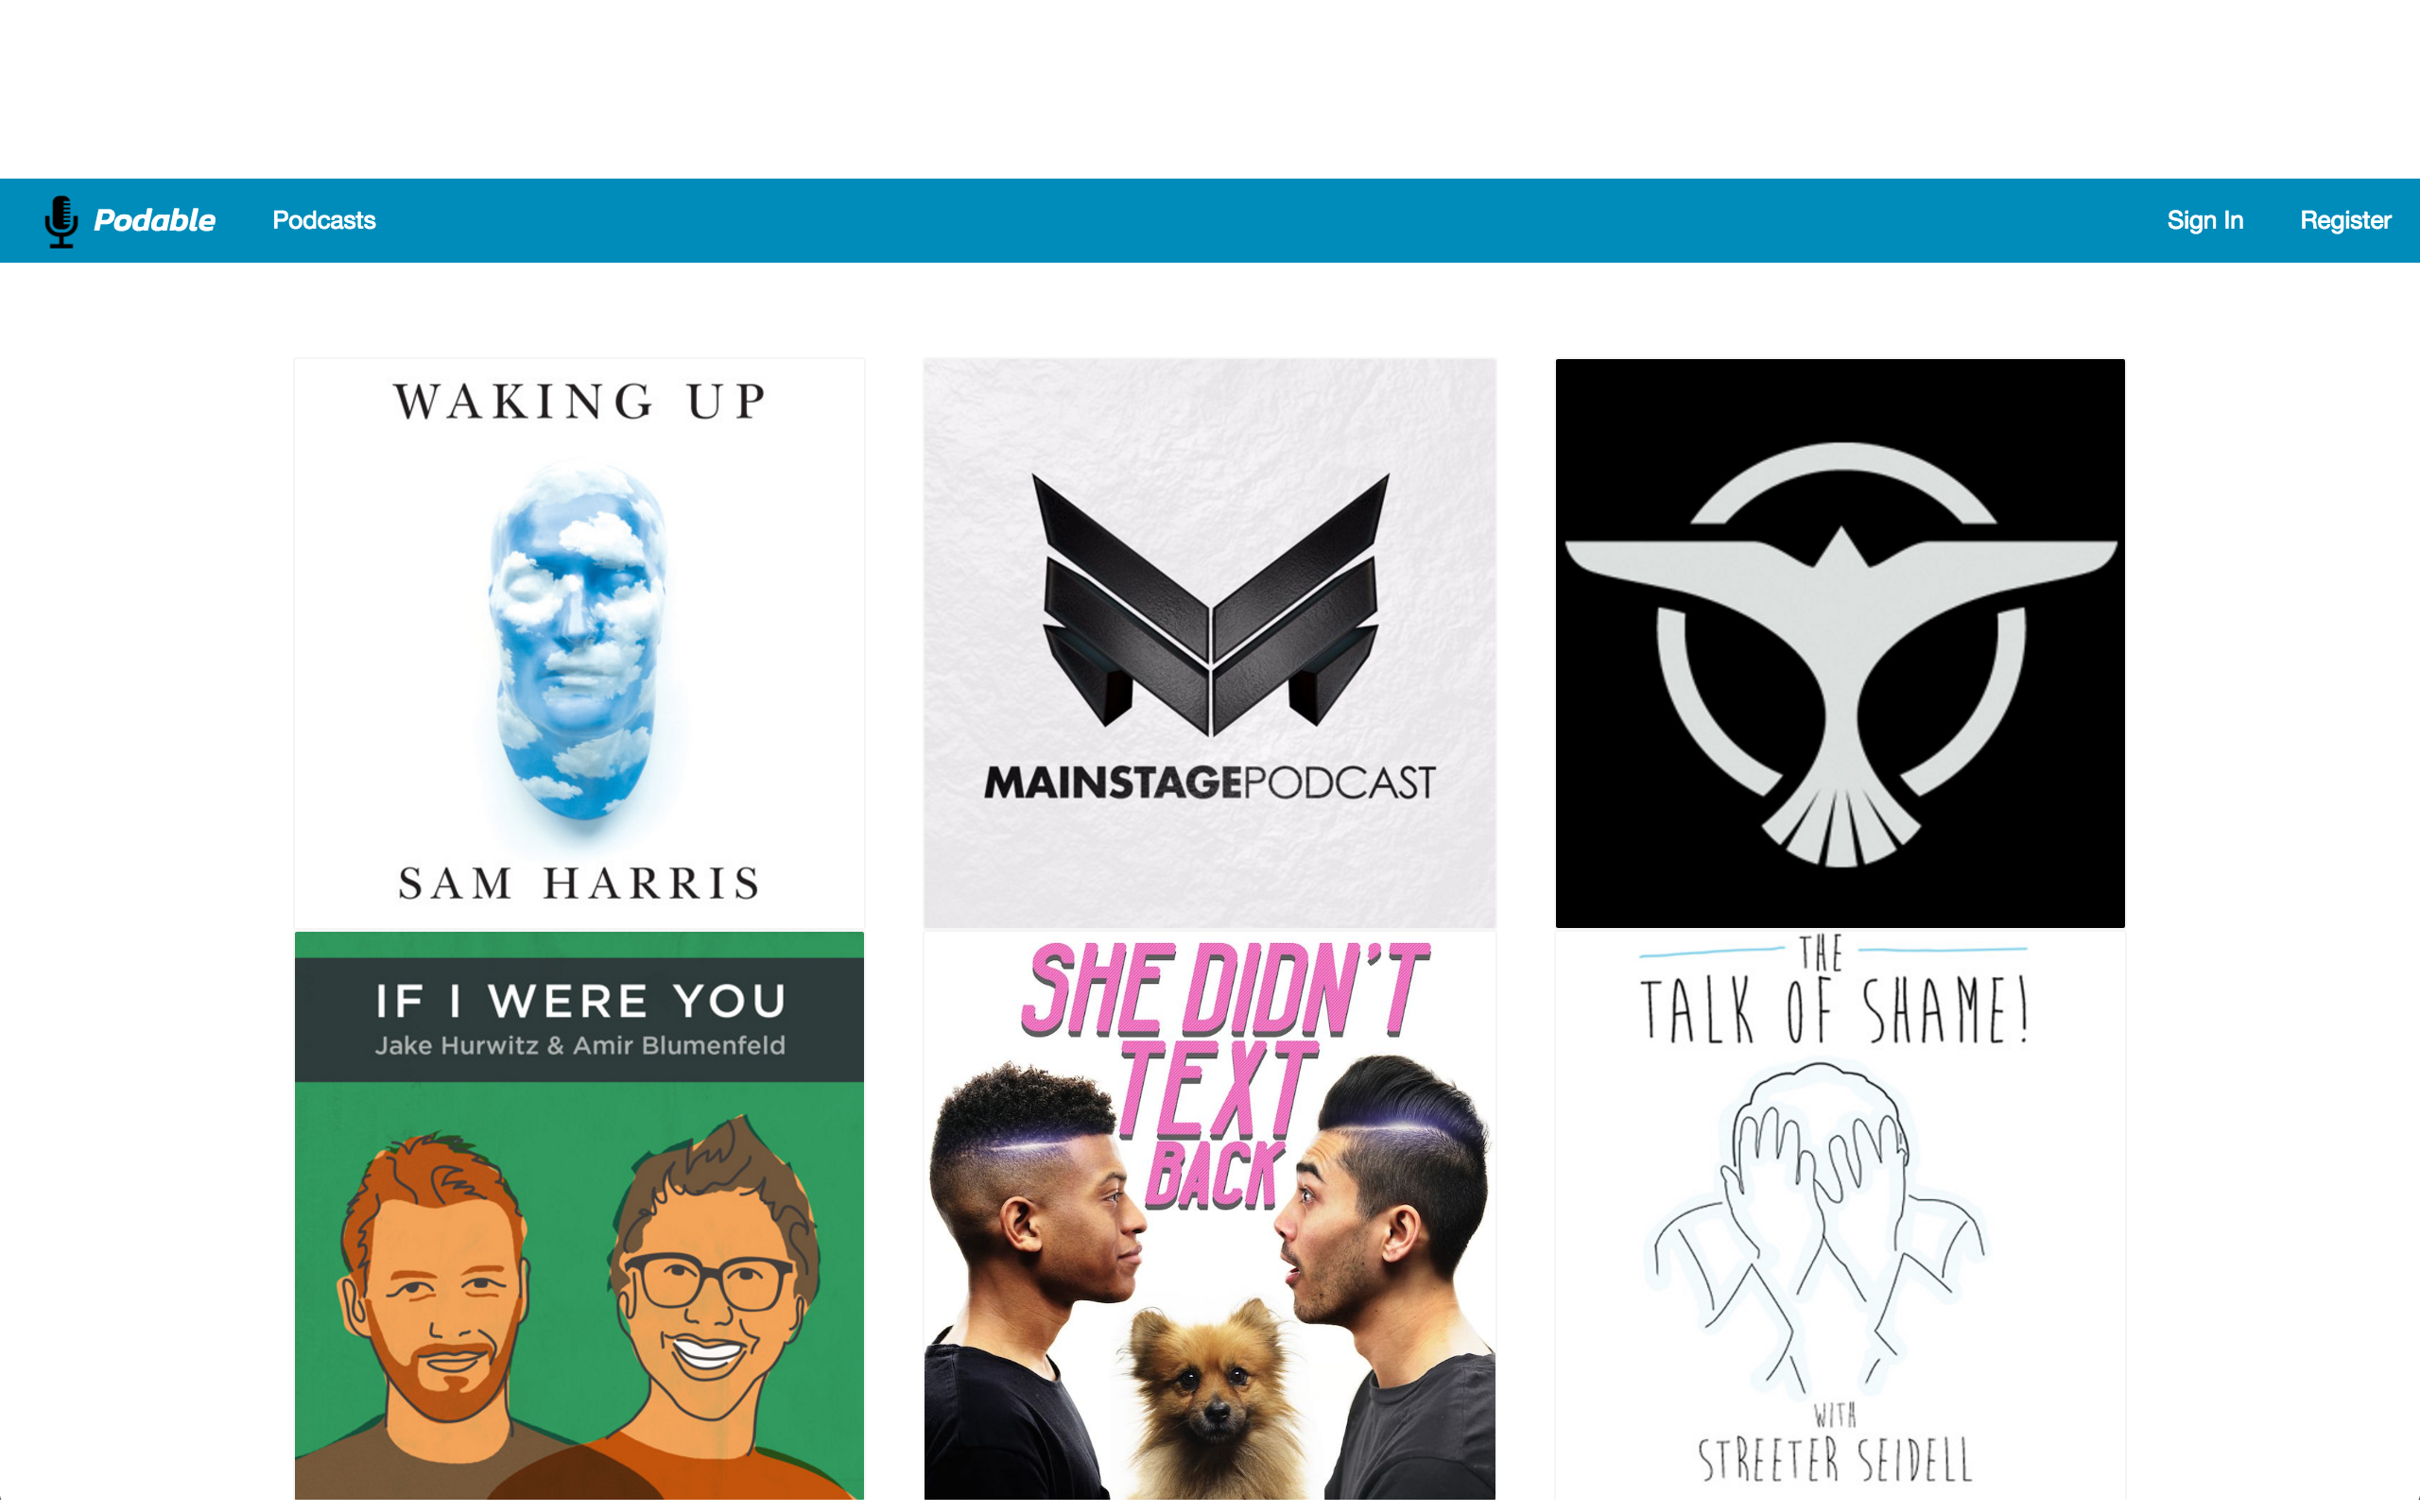 Podable
Podcasts
Sign In
Register
WAKING UP
SAM HARRIS
MAINSTAGEPODCAST
IF I WERE YOU
Jake Hurwitz & Amir Blumenfeld
SHE DIDN'T
TEXT
BACK
THE
TALK OF SHAME!
WITH
STREETER SEIDELL